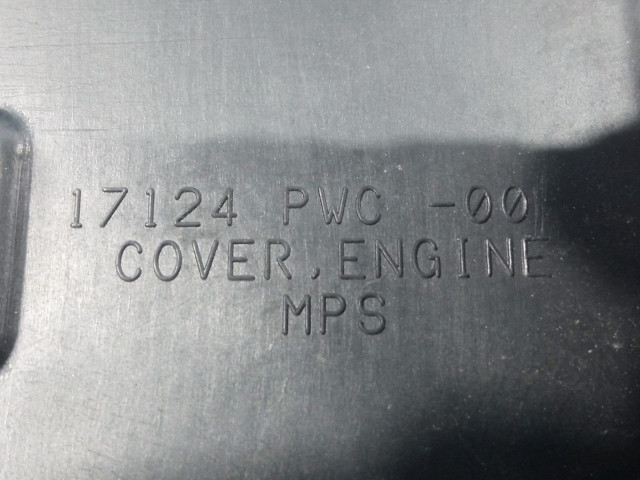 17124 PWC -00
COVER, ENGINE
MPS